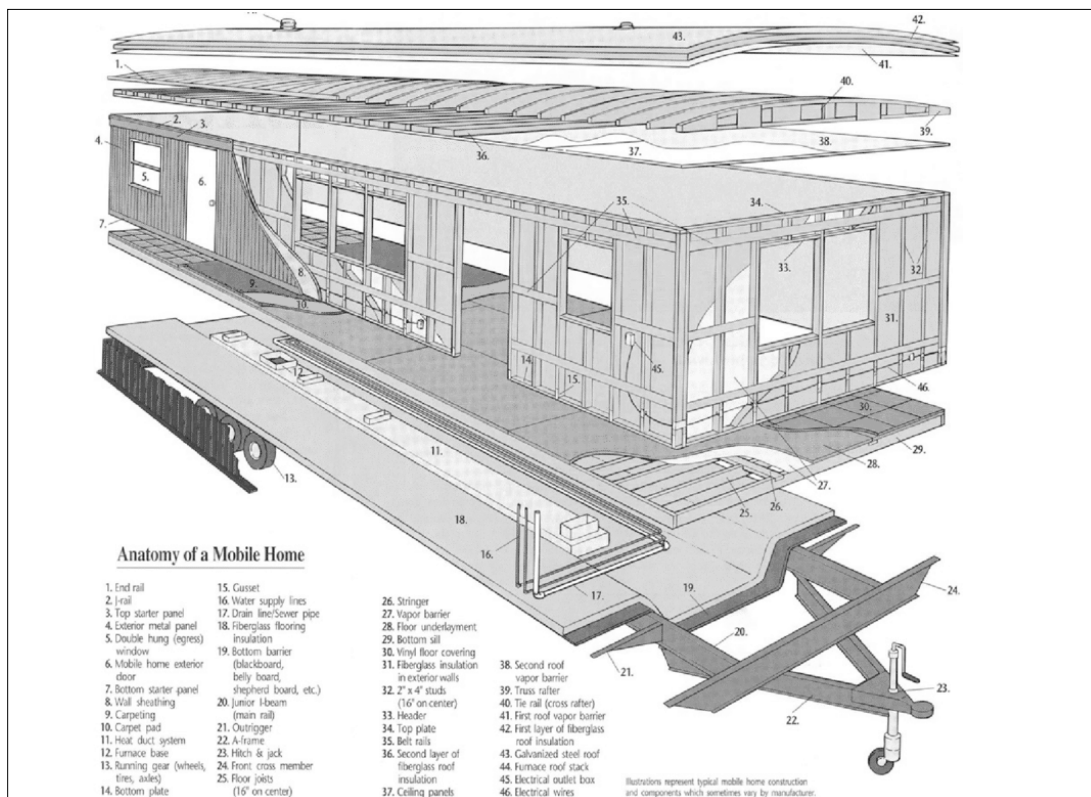 43.
42.
41.
1.
40.
39.
2.
3.
4.
36.
37.
38.
5.
6.
35.
34.
33.
32.
7.
8.
31.
9.
10.
14.
15.
45.
46.
30.
12.
29.
28.
11.
27.
26.
13.
25.
18.
16.
24.
17.
19.
20.
23.
21.
22.
Anatomy of a Mobile Home
1. End rail
2. J-rail
3. Top starter panel
4. Exterior metal panel
5. Double hung (egress)
window
6. Mobile home exterior
door
7. Bottom starter panel
8. Wall sheathing
9. Carpeting
10. Carpet pad
11. Heat duct system
12. Furnace base
13. Running gear (wheels,
tires, axles)
14. Bottom plate
15. Gusset
16. Water supply lines
17. Drain line/Sewer pipe
18. Fiberglass flooring
insulation
19. Bottom barrier
(blackboard,
belly board,
shepherd board, etc.)
20. Junior I-beam
(main rail)
21. Outrigger
22. A-frame
23. Hitch & jack
24. Front cross member
25. Floor joists
(16" on center)
26. Stringer
27. Vapor barrier
28. Floor underlayment
29. Bottom sill
30. Vinyl floor covering
31. Fiberglass insulation
in exterior walls
32. 2" x 4" studs
(16" on center)
33. Header
34. Top plate
35. Belt rails
36. Second layer of
fiberglass roof
insulation
37. Ceiling panels
38. Second roof
vapor barrier
39. Truss rafter
40. Tie rail (cross rafter)
41. First roof vapor barrier
42. First layer of fiberglass
roof insulation
43. Galvanized steel roof
44. Furnace roof stack
45. Electrical outlet box
46. Electrical wires
Illustrations represent typical mobile home construction
and components which sometimes vary by manufacturer.